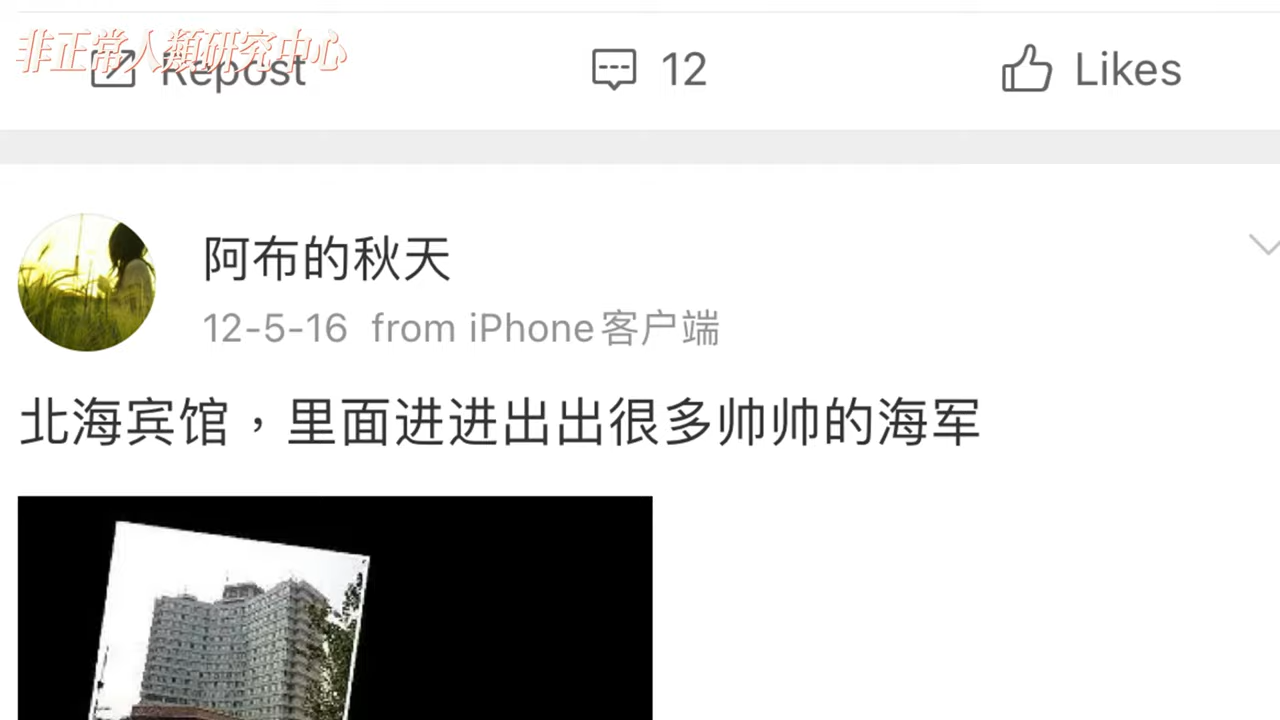 非正常人類研究中心
Repost
12
Likes
阿布的秋天
12-5-16 from iPhone客户端
北海宾馆，里面进进出出很多帅帅的海军